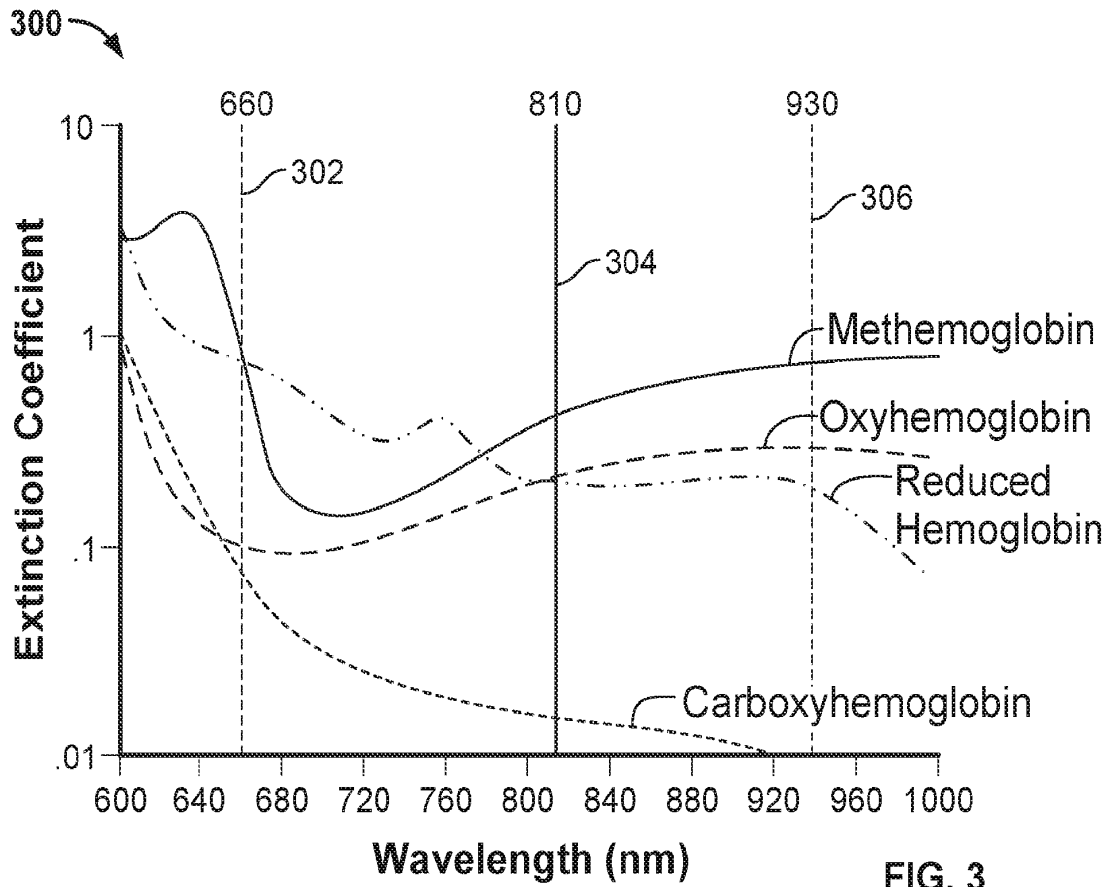 300
660 810 930
10
302
306
304
1
Methemoglobin
Oxyhemoglobin
Reduced
Hemoglobin
.1
Carboxyhemoglobin
.01
Extinction Coefficient
600 640 680 720 760 800 840 880 920 960 1000
Wavelength (nm)
FIG. 3